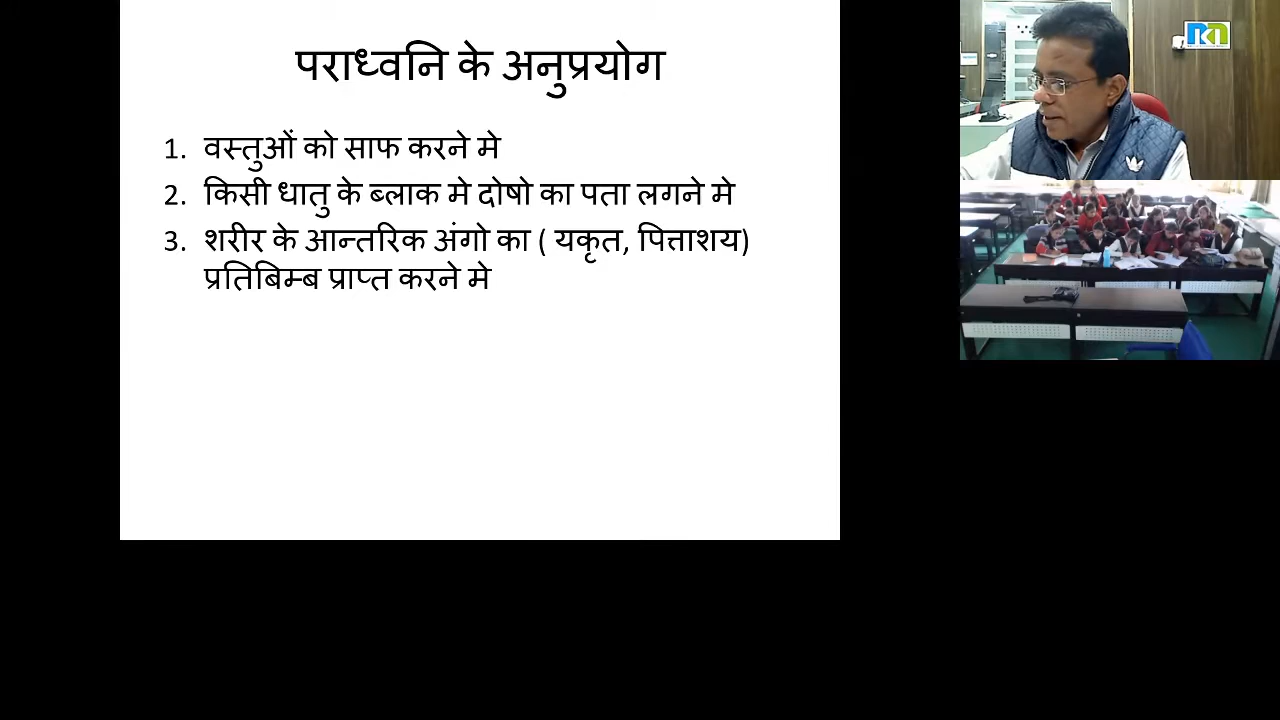 पराध्वनि के अनुप्रयोग
1. वस्तुओं को साफ करने मे
2. किसी धातु के ब्लाक मे दोषो का पता लगने मे
3. शरीर के आन्तरिक अंगो का ( यकृत, पित्ताशय)
प्रतिबिम्ब प्राप्त करने मे